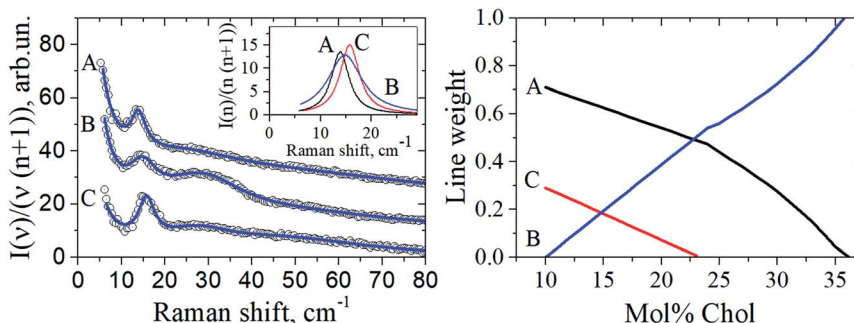 I(ν)/(ν (n+1)), arb.un.
80
60
40
20
0
A
B
C
0 10 20 30 40 50 60 70 80
Raman shift, cm-1
I(n)/(n (n+1))
15
10
5
0
A C
B
10 20
Raman shift, cm-1
Line weight
1.0
0.8
0.6
0.4
0.2
0.0
A
C
B
10 15 20 25 30 35
Mol% Chol